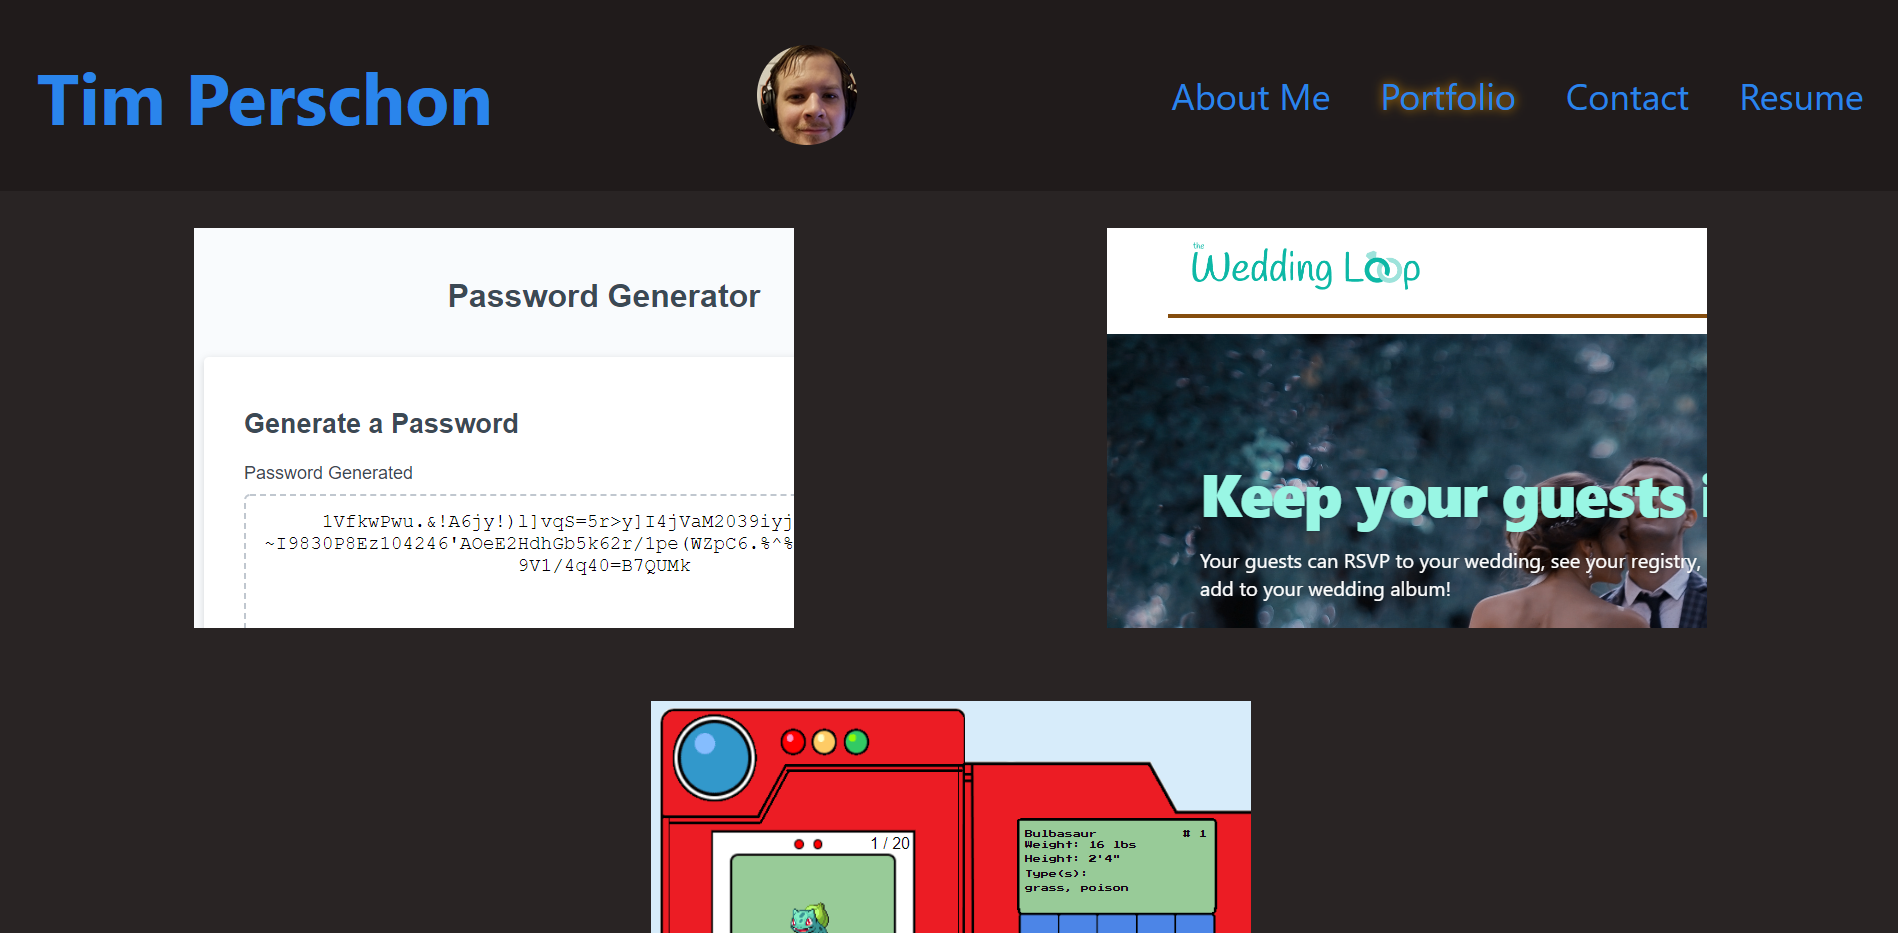 Tim Perschon
About Me
Portfolio
Contact
Resume
Password Generator
Generate a Password
Password Generated
1VfkwPwu.&!A6jy!)l]vqS=5r>y]I4jVaM2039iyj
~I9830P8Ez104246'AOeE2HdhGb5k62r/1pe(WZpC6.%^%
9V1/4q40=B7QUMk
the
Wedding Loop
Keep your guests i
Your guests can RSVP to your wedding, see your registry,
add to your wedding album!
1 / 20
Bulbasaur # 1
Weight: 16 lbs
Height: 2'4"
Type(s):
grass, poison